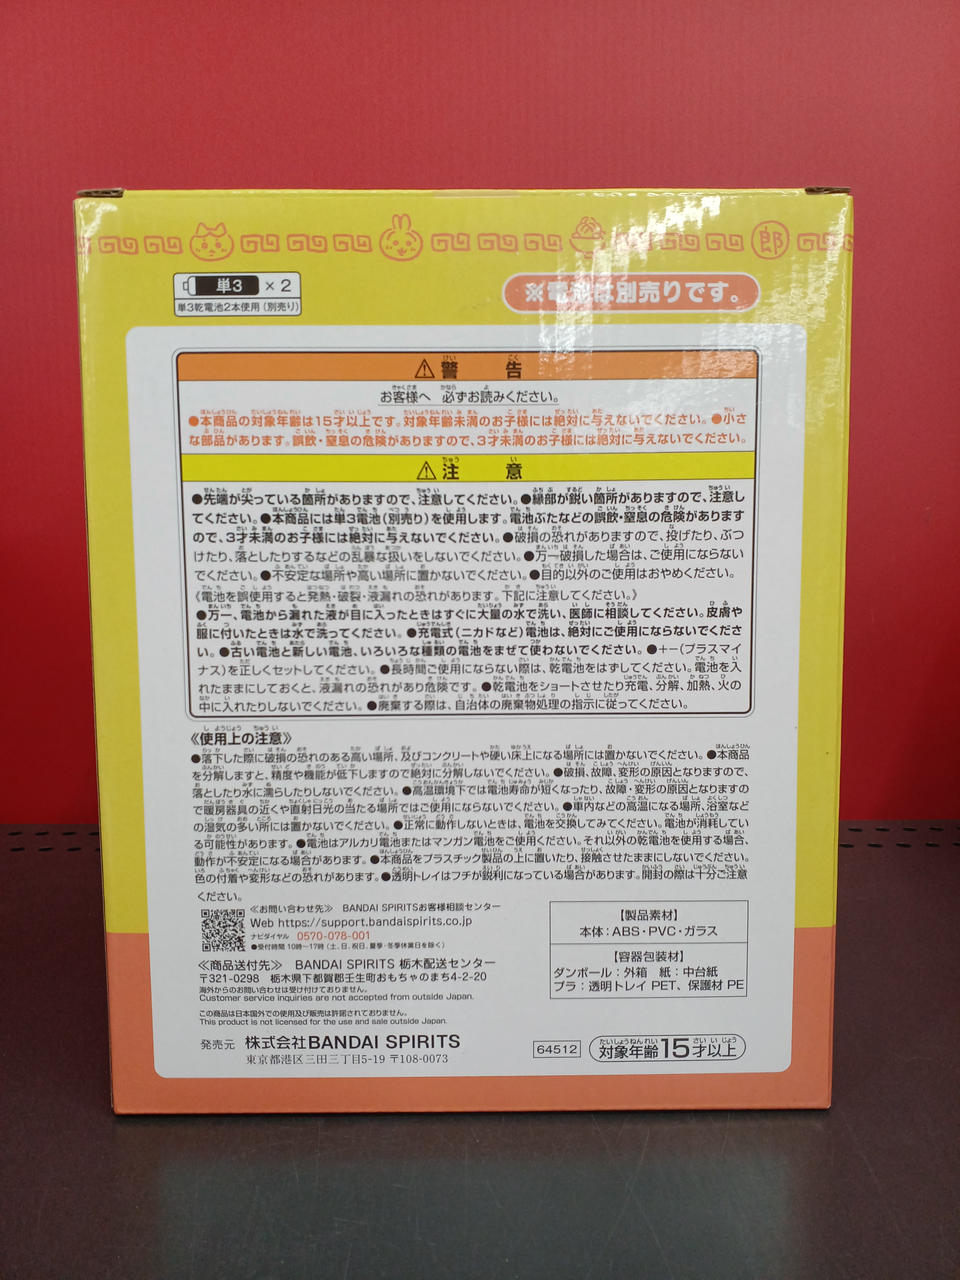 郎
単3 × 2
単3乾電池2本使用（別売り）
※電池は別売りです。
⚠警告
お客様へ 必ずお読みください。
●本商品の対象年齢は15才以上です。対象年齢未満のお子様には絶対に与えないでください。●小さ
な部品があります。誤飲・窒息の危険がありますので、3才未満のお子様には絶対に与えないでください。
⚠注意
●先端が尖っている箇所がありますので、注意してください。●縁部が鋭い箇所がありますので、注意し
てください。●本商品には単3電池(別売り)を使用します。電池ぶたなどの誤飲・窒息の危険があります
ので、3才未満のお子様には絶対に与えないでください。●破損の恐れがありますので、投げたり、ぶつ
けたり、落としたりするなどの乱暴な扱いをしないでください。●万一破損した場合は、ご使用にならない
でください。●不安定な場所や高い場所に置かないでください。●目的以外のご使用はおやめください。
《電池を誤使用すると発熱・破裂・液漏れの恐れがあります。下記に注意してください。》
●万一、電池から漏れた液が目に入ったときはすぐに大量の水で洗い、医師に相談してください。皮膚や
服に付いたときは水で洗ってください。●充電式(ニカドなど)電池は、絶対にご使用にならないでくださ
い。●古い電池と新しい電池、いろいろな種類の電池をまぜて使わないでください。●+−(プラスマイ
ナス)を正しくセットしてください。●長時間ご使用にならない際は、乾電池をはずしてください。電池を入
れたままにしておくと、液漏れの恐れがあり危険です。●乾電池をショートさせたり充電、分解、加熱、火の
中に入れたりしないでください。●廃棄する際は、自治体の廃棄物処理の指示に従ってください。
《使用上の注意》
●落下した際に破損の恐れのある高い場所、及びコンクリートや硬い床上になる場所には置かないでください。●本商品
を分解しますと、精度や機能が低下しますので絶対に分解しないでください。●破損、故障、変形の原因となりますので、
落としたり水に濡らしたりしないでください。●高温環境下では電池寿命が短くなったり、故障・変形の原因となりますの
で暖房器具の近くや直射日光の当たる場所ではご使用にならないでください。●車内などの高温になる場所、浴室など
の湿気の多い所には置かないでください。●正常に動作しないときは、電池を交換してみてください。電池が消耗してい
る可能性があります。●電池はアルカリ電池またはマンガン電池をご使用ください。それ以外の乾電池を使用する場合、
動作が不安定になる場合があります。●本商品をプラスチック製品の上に置いたり、接触させたままにしないでください。
色の付着や変形などの恐れがあります。●透明トレイはフチが鋭利になっている場合があります。開封の際は十分ご注意
ください。
≪お問い合わせ先≫ BANDAI SPIRITSお客様相談センター
Web https://support.bandaispirits.co.jp
ナビダイヤル 0570-078-001
●受付時間 10時〜17時(土、日、祝日、夏季・冬季休業日を除く)
≪商品送付先≫ BANDAI SPIRITS 栃木配送センター
〒321-0298 栃木県下都賀郡壬生町おもちゃのまち4-2-20
海外からのお問い合わせは受け付けておりません。
Customer service inquiries are not accepted from outside Japan.
この商品は日本国外での使用及び販売は許諾されておりません。
This product is not licensed for the use and sale outside Japan.
発売元 株式会社BANDAI SPIRITS
東京都港区三田三丁目5-19 〒108-0073
【製品素材】
本体：ABS・PVC・ガラス
【容器包装材】
ダンボール：外箱 紙：中台紙
プラ：透明トレイ PET、保護材 PE
64512
対象年齢15才以上